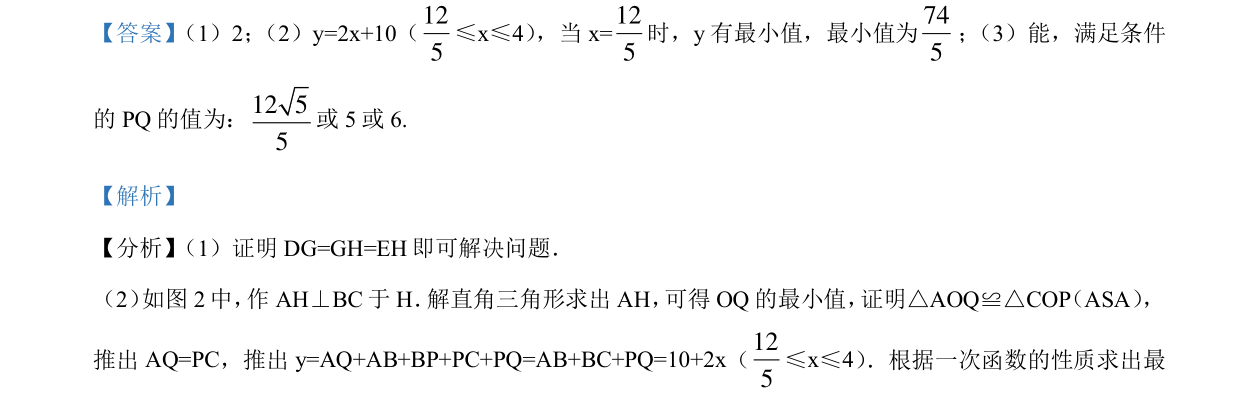 【答案】（1）2；（2）y=2x+10（12/5≤x≤4），当 x=12/5时，y 有最小值，最小值为74/5；（3）能，满足条件
的 PQ 的值为：12√5/5或 5 或 6.
【解析】
【分析】（1）证明 DG=GH=EH 即可解决问题．
（2）如图 2 中，作 AH⊥BC 于 H．解直角三角形求出 AH，可得 OQ 的最小值，证明△AOQ≌△COP（ASA），
推出 AQ=PC，推出 y=AQ+AB+BP+PC+PQ=AB+BC+PQ=10+2x（12/5≤x≤4）．根据一次函数的性质求出最